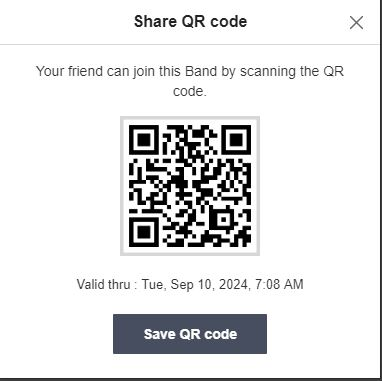 Share QR code
Your friend can join this Band by scanning the QR
code.
Valid thru : Tue, Sep 10, 2024, 7:08 AM
Save QR code